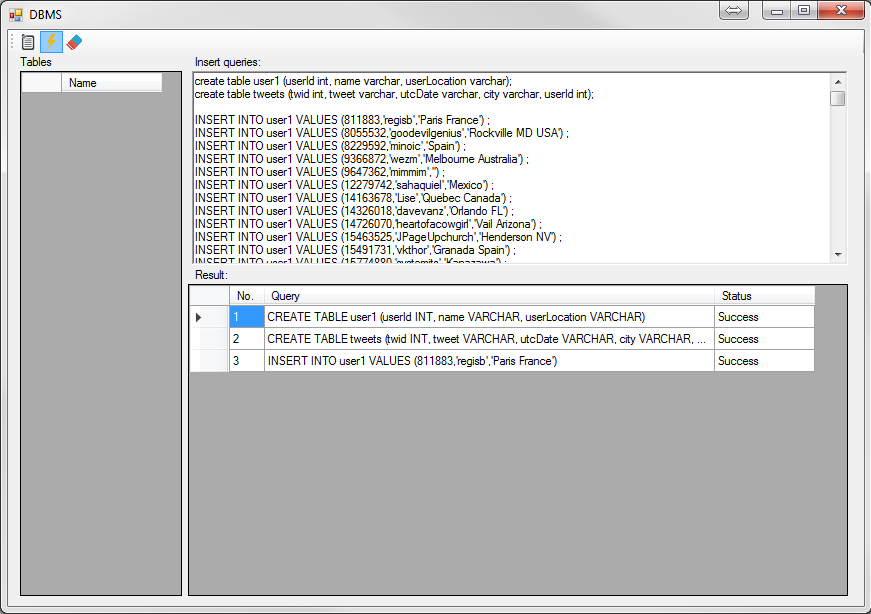 DBMS
Tables
Name
Insert queries:
create table user1 (userId int, name varchar, userLocation varchar);
create table tweets (twid int, tweet varchar, utcDate varchar, city varchar, userId int);
INSERT INTO user1 VALUES (811883,'regisb','Paris France') ;
INSERT INTO user1 VALUES (8055532,'goodevilgenius','Rockville MD USA') ;
INSERT INTO user1 VALUES (8229592,'minoic','Spain') ;
INSERT INTO user1 VALUES (9366872,'wezm','Melbourne Australia') ;
INSERT INTO user1 VALUES (9647362,'mimmim','') ;
INSERT INTO user1 VALUES (12279742,'sahaquiel','Mexico') ;
INSERT INTO user1 VALUES (14163678,'Lise','Quebec Canada') ;
INSERT INTO user1 VALUES (14326018,'davevanz','Orlando FL') ;
INSERT INTO user1 VALUES (14726070,'heartofacowgirl','Vail Arizona') ;
INSERT INTO user1 VALUES (15463525,'JPageUpchurch','Henderson NV') ;
INSERT INTO user1 VALUES (15491731,'vkthor','Granada Spain') ;
INSERT INTO user1 VALUES
Result:
No. Query Status
1 CREATE TABLE user1 (userId INT, name VARCHAR, userLocation VARCHAR) Success
2 CREATE TABLE tweets (twid INT, tweet VARCHAR, utcDate VARCHAR, city VARCHAR, ... Success
3 INSERT INTO user1 VALUES (811883,'regisb','Paris France') Success